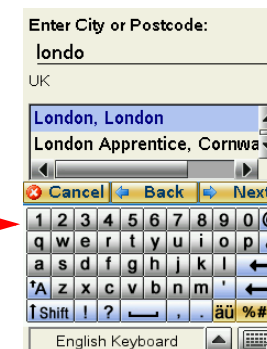 Enter City or Postcode:
londo
UK
London, London
London Apprentice, Cornwa
Cancel Back Next
1 2 3 4 5 6 7 8 9 0
q w e r t y u i o p
a s d f g h j k l
↑A z x c v b n m '
↑Shift ! ? , . äü %#
English Keyboard